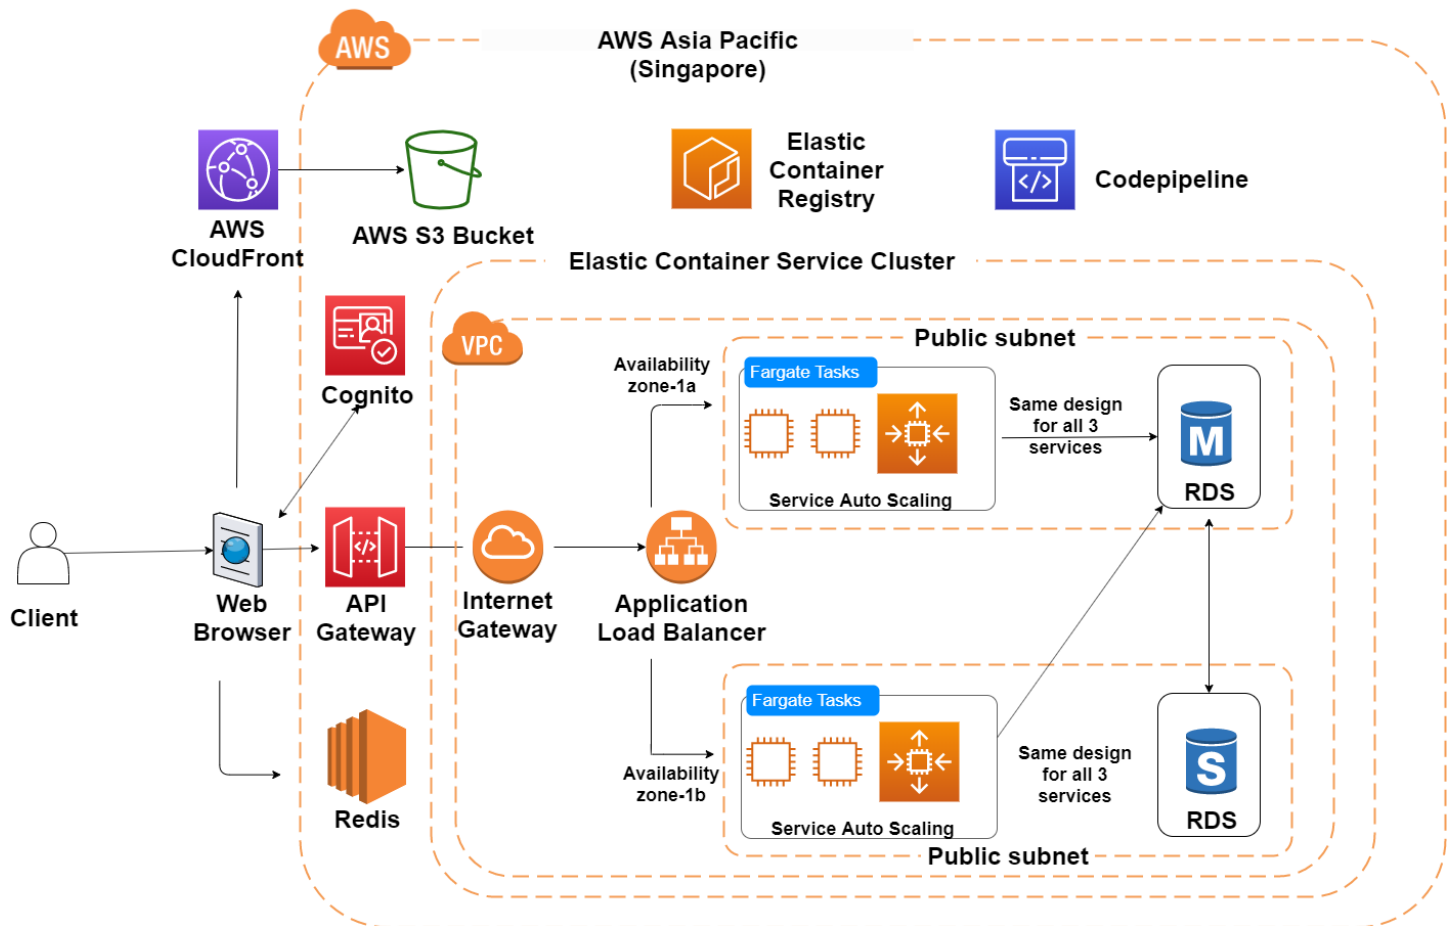 AWS
AWS Asia Pacific
(Singapore)
AWS
CloudFront
AWS S3 Bucket
Elastic
Container
Registry
Codepipeline
Elastic Container Service Cluster
Cognito
VPC
Public subnet
Availability
zone-1a
Fargate Tasks
Service Auto Scaling
Same design
for all 3
services
M
RDS
Client
Web
Browser
API
Gateway
Internet
Gateway
Application
Load Balancer
Redis
Availability
zone-1b
Fargate Tasks
Service Auto Scaling
Same design
for all 3
services
S
RDS
Public subnet